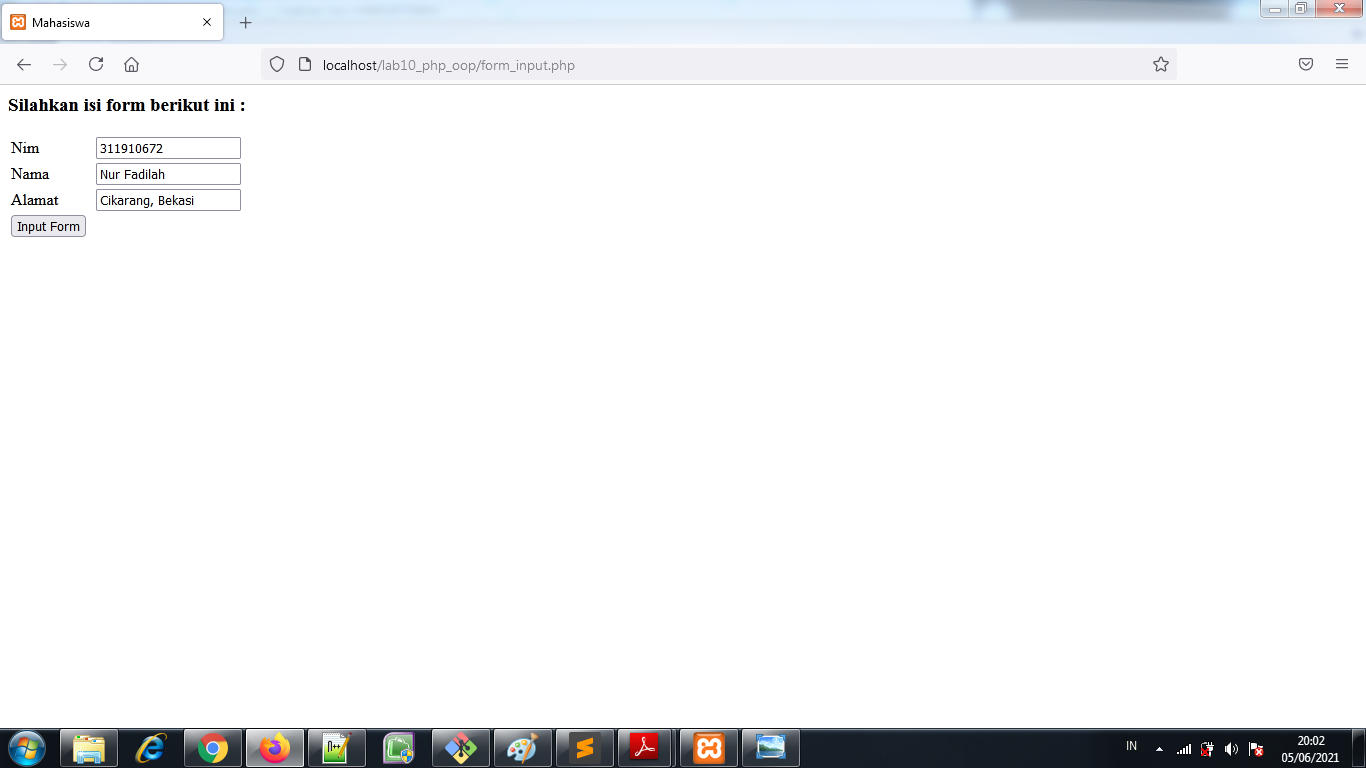 Mahasiswa
localhost/lab10_php_oop/form_input.php
Silahkan isi form berikut ini :
Nim 311910672
Nama Nur Fadilah
Alamat Cikarang, Bekasi
Input Form
IN
20:02
05/06/2021